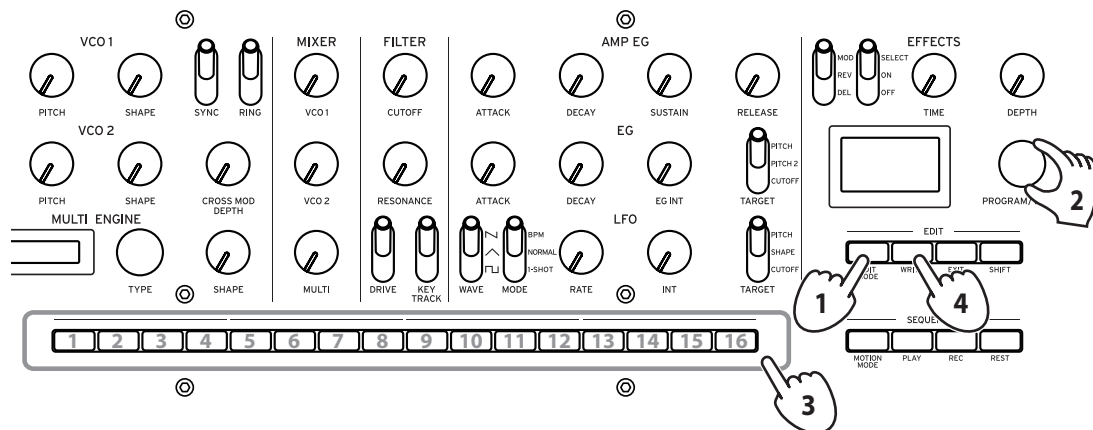 VCO 1 MIXER FILTER AMP EG EFFECTS
MOD SELECT
REV ON
DEL OFF
PITCH SHAPE SYNC RING VCO 1 CUTOFF ATTACK DECAY SUSTAIN RELEASE TIME DEPTH
VCO 2 EG
PITCH
PITCH 2
CUTOFF
PITCH SHAPE CROSS MOD DEPTH VCO 2 RESONANCE ATTACK DECAY EG INT TARGET PROGRAM/
2
MULTI ENGINE LFO EDIT
BPM
NORMAL
1-SHOT
PITCH
SHAPE
CUTOFF
TYPE SHAPE MULTI DRIVE KEY TRACK WAVE MODE RATE INT TARGET
EXIT SHIFT
1 4
1 2 3 4 5 6 7 8 9 10 11 12 13 14 15 16
MOTION MODE PLAY REC REST
3